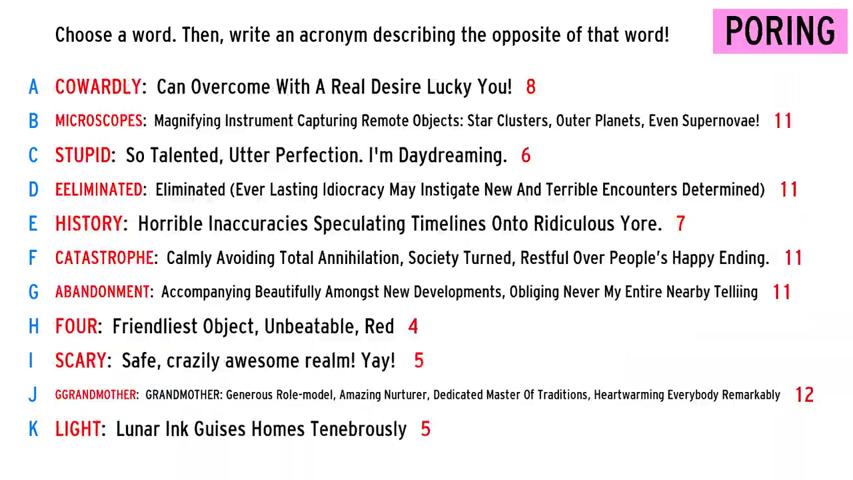 Choose a word. Then, write an acronym describing the opposite of that word!
PORING
A COWARDLY: Can Overcome With A Real Desire Lucky You! 8
B MICROSCOPES: Magnifying Instrument Capturing Remote Objects: Star Clusters, Outer Planets, Even Supernovae! 11
C STUPID: So Talented, Utter Perfection. I'm Daydreaming. 6
D EELIMINATED: Eliminated (Ever Lasting Idiocracy May Instigate New And Terrible Encounters Determined) 11
E HISTORY: Horrible Inaccuracies Speculating Timelines Onto Ridiculous Yore. 7
F CATASTROPHE: Calmly Avoiding Total Annihilation, Society Turned, Restful Over People's Happy Ending. 11
G ABANDONMENT: Accompanying Beautifully Amongst New Developments, Obliging Never My Entire Nearby Telliing 11
H FOUR: Friendliest Object, Unbeatable, Red 4
I SCARY: Safe, crazily awesome realm! Yay! 5
J GGRANDMOTHER: GRANDMOTHER: Generous Role-model, Amazing Nurturer, Dedicated Master Of Traditions, Heartwarming Everybody Remarkably 12
K LIGHT: Lunar Ink Guises Homes Tenebrously 5